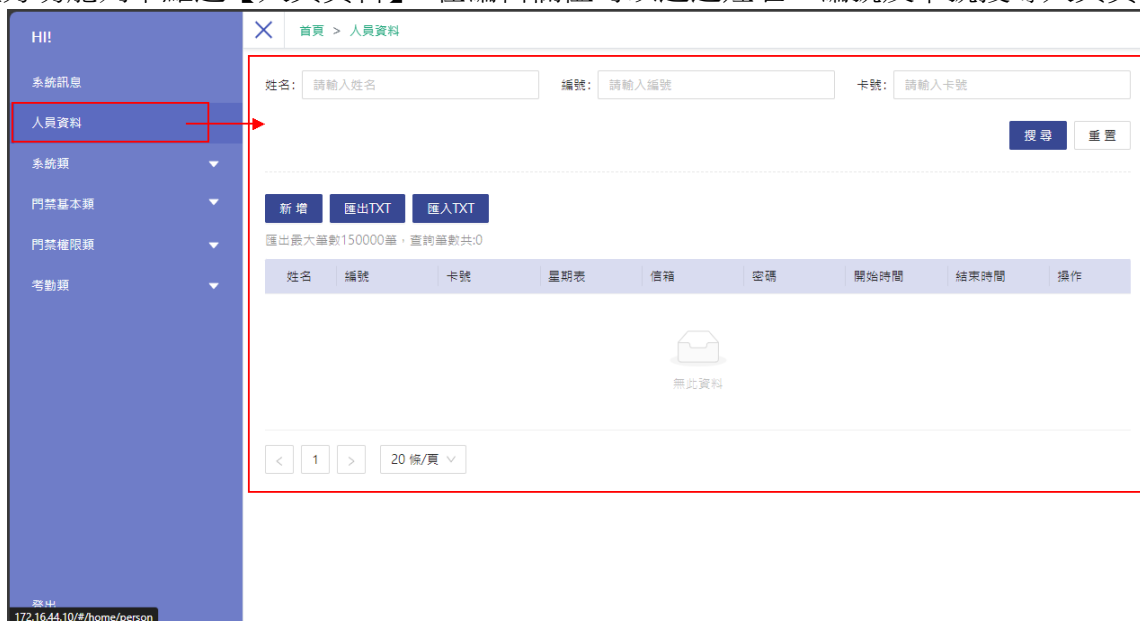 HI!
首頁 > 人員資料
系統訊息
姓名: 請輸入姓名 編號: 請輸入編號 卡號: 請輸入卡號
人員資料
搜尋 重置
系統類
門禁基本類
新增 匯出TXT 匯入TXT
門禁權限類
匯出最大筆數150000筆，查詢筆數共:0
考勤類
姓名 編號 卡號 星期表 信箱 密碼 開始時間 結束時間 操作
無此資料
< 1 > 20 條/頁
登出
172.16.44.10/#/home/person